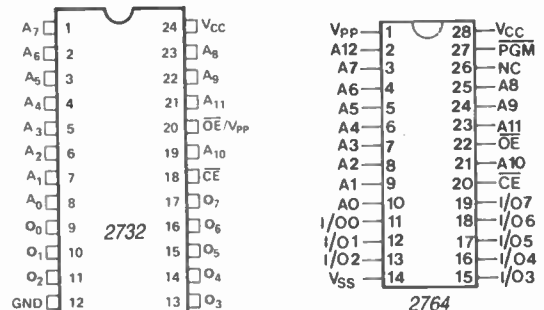 A7 1 24 VCC
A6 2 23 A8
A5 3 22 A9
A4 4 21 A11
A3 5 20 OE/VPP
A2 6 19 A10
A1 7 18 CE
A0 8 17 O7
O0 9 16 O6
O1 10 15 O5
O2 11 14 O4
GND 12 13 O3
2732
VPP 1 28 VCC
A12 2 27 PGM
A7 3 26 NC
A6 4 25 A8
A5 5 24 A9
A4 6 23 A11
A3 7 22 OE
A2 8 21 A10
A1 9 20 CE
A0 10 19 I/O7
I/O0 11 18 I/O6
I/O1 12 17 I/O5
I/O2 13 16 I/O4
VSS 14 15 I/O3
2764